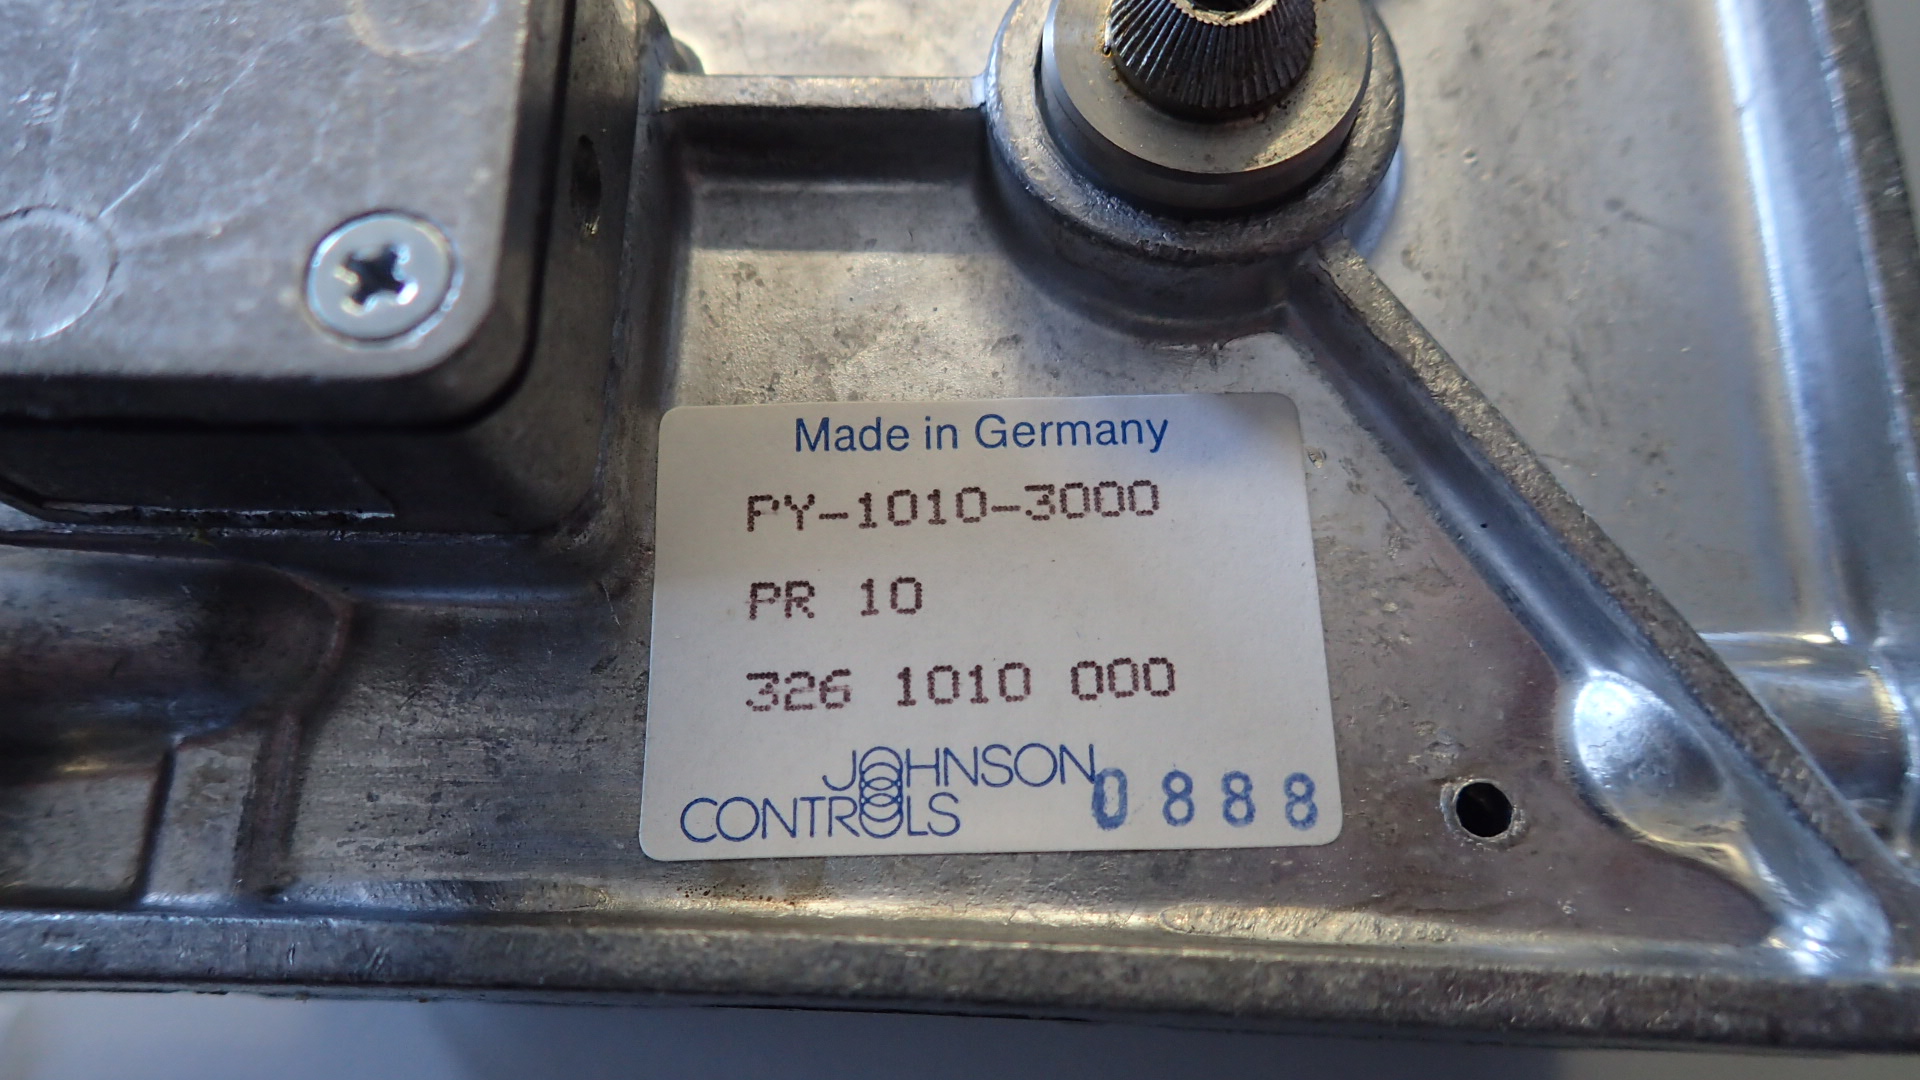 Made in Germany
PY-1010-3000
PR 10
326 1010 000
JOHNSON
CONTROLS 0888